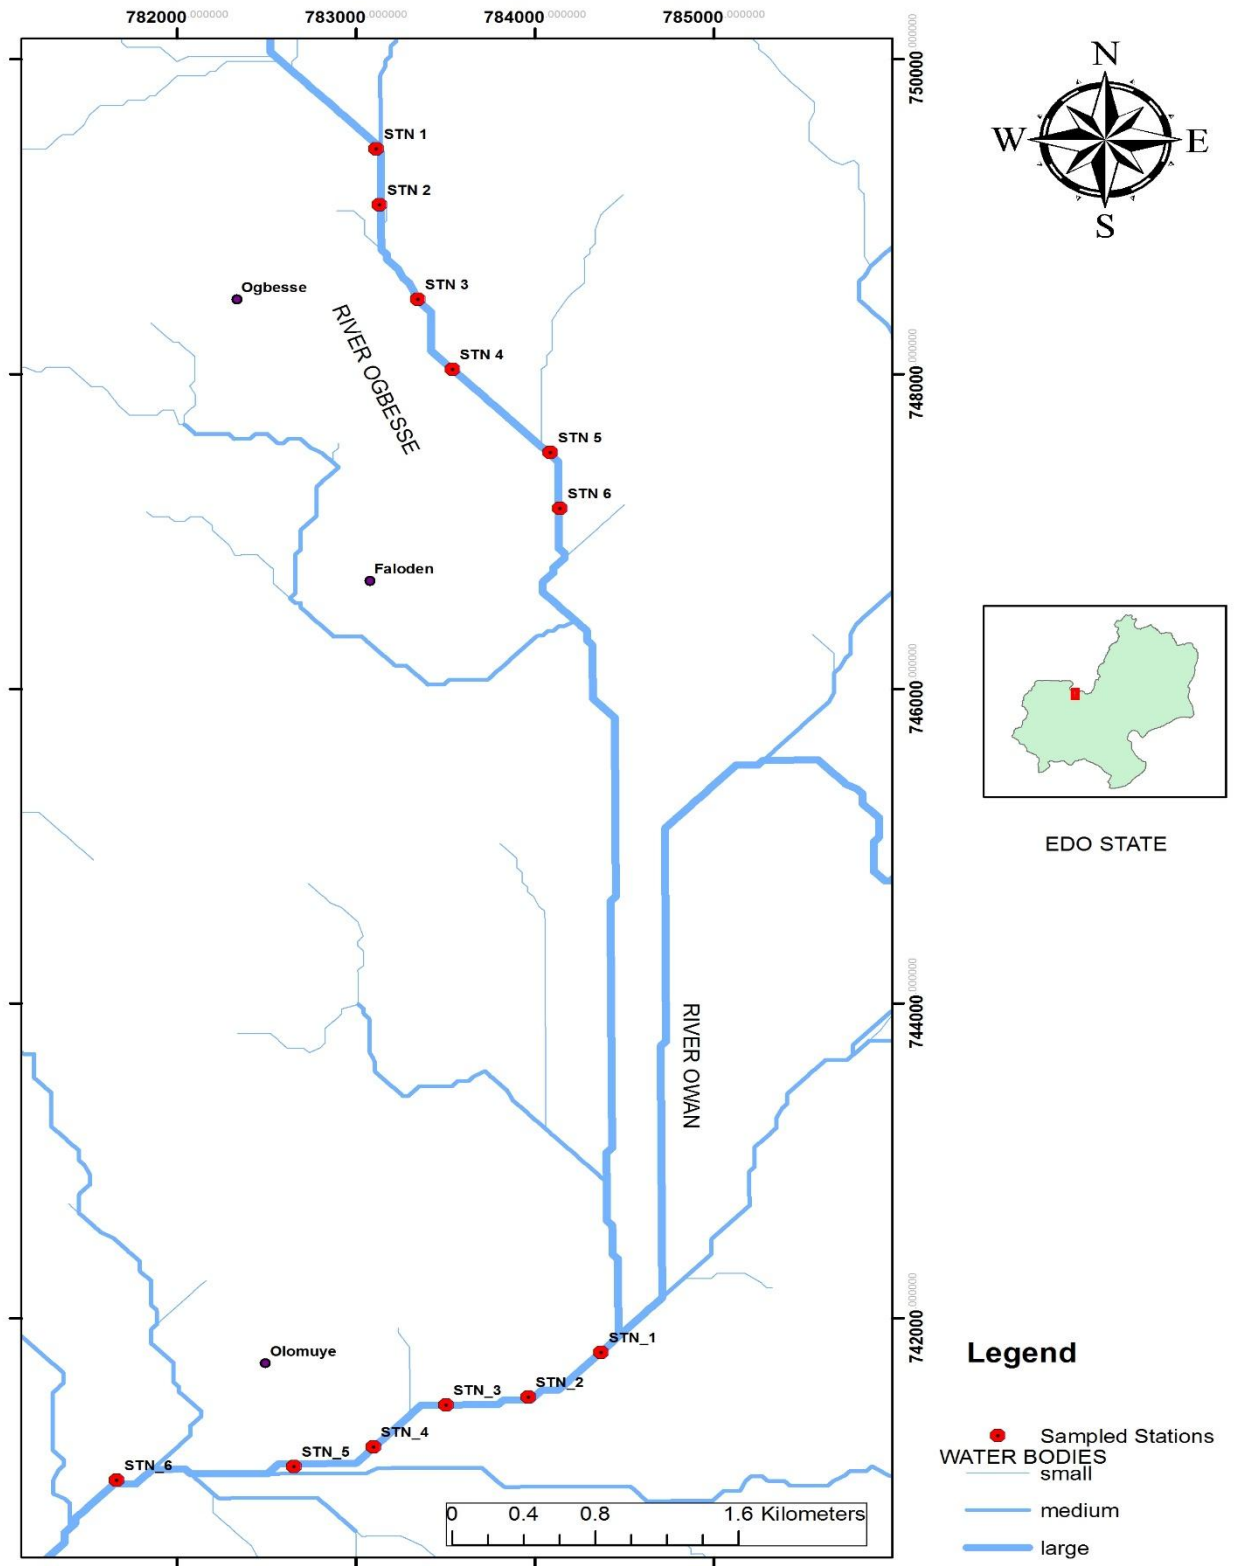 782000.000000 783000.000000 784000.000000 785000.000000
750000.000000
N
W E
S
STN 1
STN 2
Ogbesse
STN 3
RIVER OGBESSE
STN 4
748000.000000
STN 5
STN 6
Faloden
746000.000000
EDO STATE
744000.000000
RIVER OWAN
742000.000000
STN_1
Olomuye
STN_2
STN_3
STN_4
STN_5
STN_6
0 0.4 0.8 1.6 Kilometers
Legend
Sampled Stations
WATER BODIES
small
medium
large